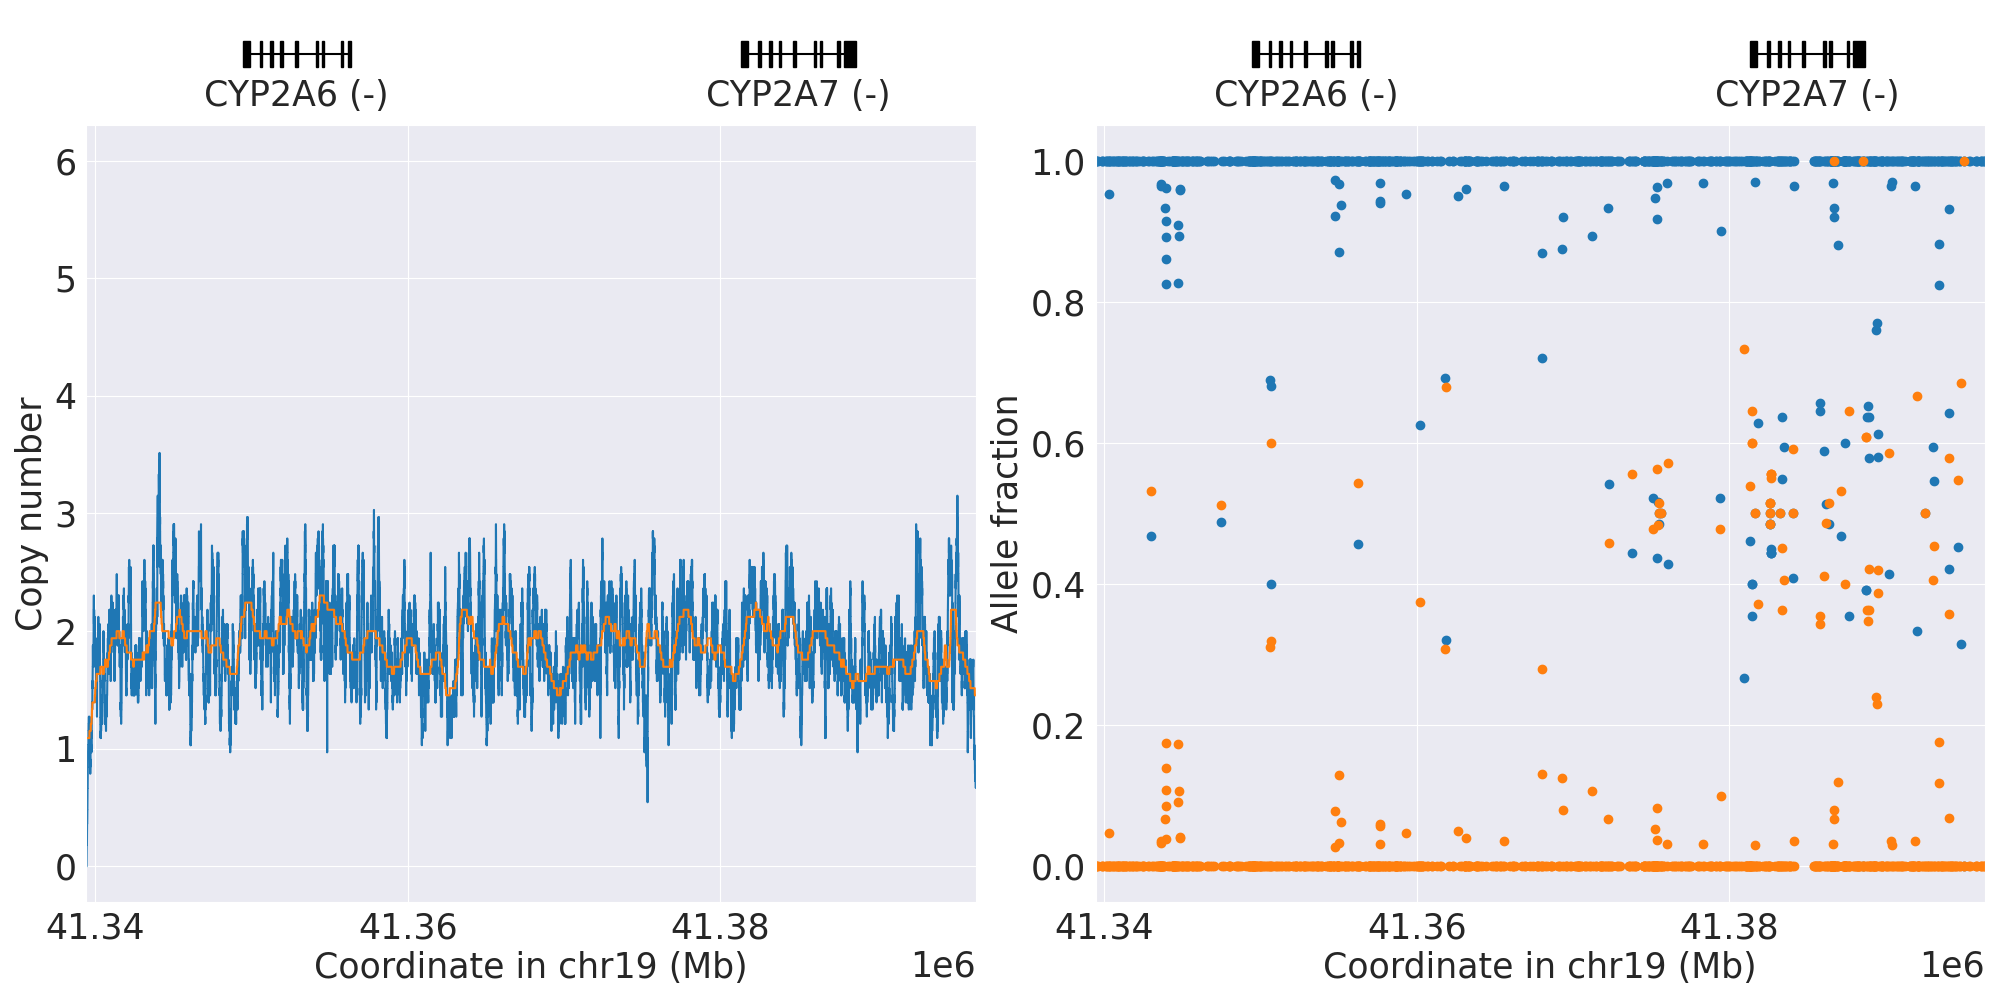 CYP2A6 (-) CYP2A7 (-)
6
5
4
3
2
1
0
Copy number
41.34 41.36 41.38
Coordinate in chr19 (Mb) 1e6
CYP2A6 (-) CYP2A7 (-)
1.0
0.8
0.6
0.4
0.2
0.0
Allele fraction
41.34 41.36 41.38
Coordinate in chr19 (Mb) 1e6